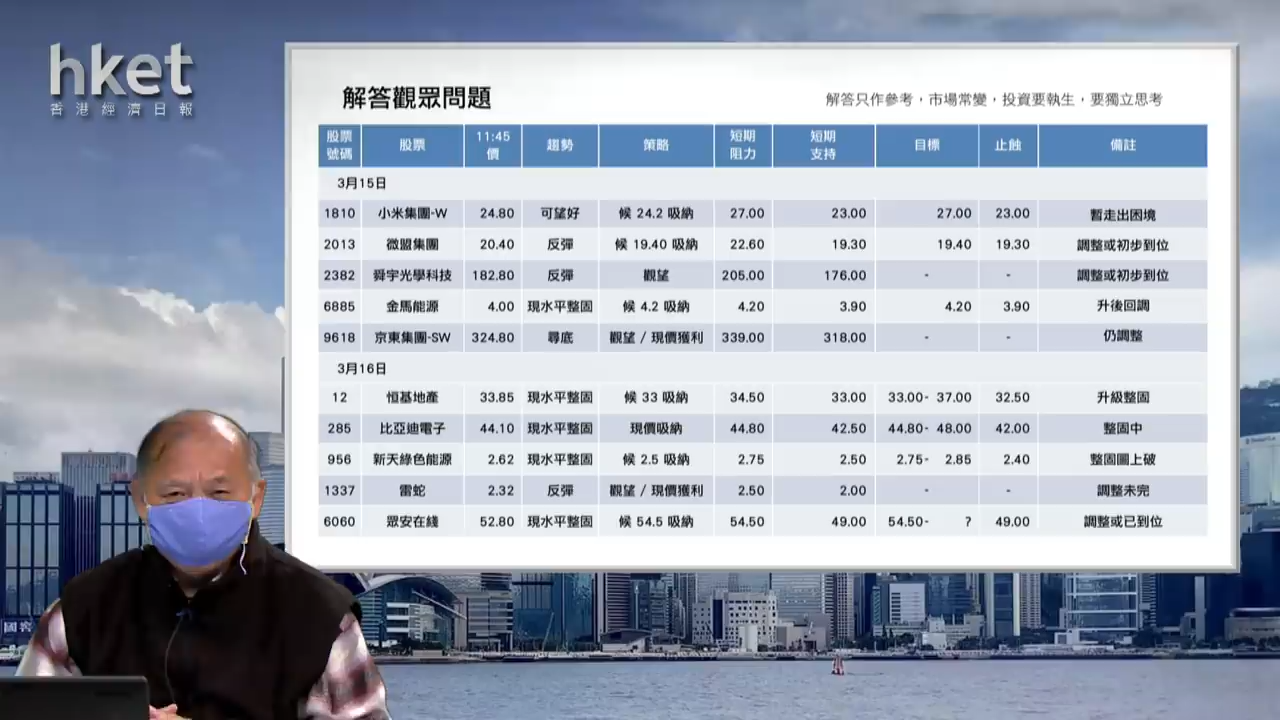 hket
香港經濟日報
解答觀眾問題
解答只作參考，市場常變，投資要執生，要獨立思考
股票號碼 股票 11:45價 趨勢 策略 短期阻力 短期支持 目標 止蝕 備註
3月15日
1810 小米集團-W 24.80 可望好 候 24.2 吸納 27.00 23.00 27.00 23.00 暫走出困境
2013 微盟集團 20.40 反彈 候 19.40 吸納 22.60 19.30 19.40 19.30 調整或初步到位
2382 舜宇光學科技 182.80 反彈 觀望 205.00 176.00 - - 調整或初步到位
6885 金馬能源 4.00 現水平整固 候 4.2 吸納 4.20 3.90 4.20 3.90 升後回調
9618 京東集團-SW 324.80 尋底 觀望 / 現價獲利 339.00 318.00 - - 仍調整
3月16日
12 恒基地產 33.85 現水平整固 候 33 吸納 34.50 33.00 33.00- 37.00 32.50 升級整固
285 比亞迪電子 44.10 現水平整固 現價吸納 44.80 42.50 44.80- 48.00 42.00 整固中
956 新天綠色能源 2.62 現水平整固 候 2.5 吸納 2.75 2.50 2.75- 2.85 2.40 整固圖上破
1337 雷蛇 2.32 反彈 觀望 / 現價獲利 2.50 2.00 - - 調整未完
6060 眾安在綫 52.80 現水平整固 候 54.5 吸納 54.50 49.00 54.50- ? 49.00 調整或已到位